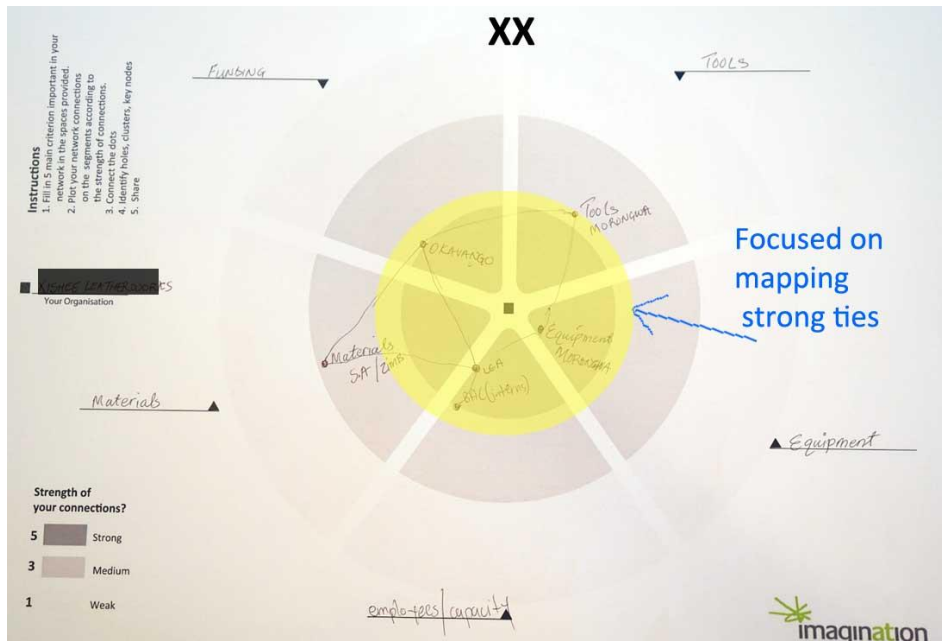 XX
FUNDING
TOOLS
Instructions
1. Fill in 5 main criterion important in your
network in the spaces provided.
2. Plot your network connections
on the segments according to
the strength of connections.
3. Connect the dots
4. Identify holes, clusters, key nodes
5. Share
Tools
MORONGWA
OKAVANGO
Focused on
mapping
strong ties
LEATHERWORKS
Your Organisation
Equipment
MORONGWA
Materials
S.A / Zimb
LEA
(interns)
Materials
Equipment
Strength of
your connections?
5 Strong
3 Medium
1 Weak
employees/capacity
imagination